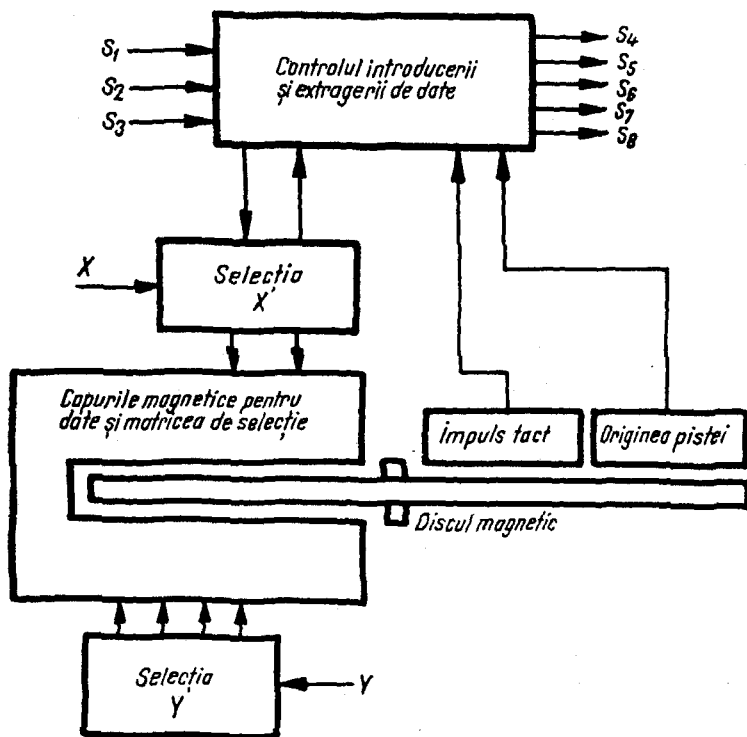 S1
S2
S3
Controlul introducerii
și extragerii de date
S4
S5
S6
S7
S8
X
Selecția
X
Capurile magnetice pentru
date și matricea de selecție
Impuls tact
Originea pistei
Discul magnetic
Selecția
Y
Y